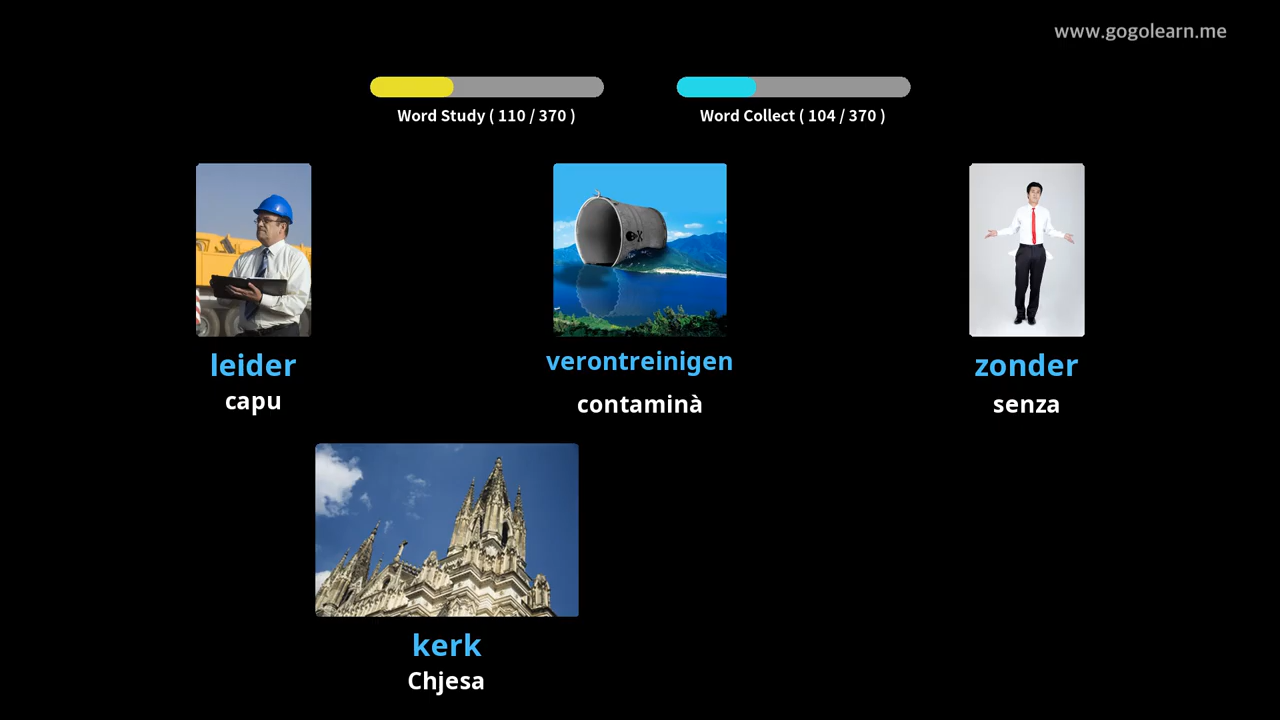 www.gogolearn.me
Word Study ( 110 / 370 )
Word Collect ( 104 / 370 )
leider
capu
verontreinigen
contaminà
zonder
senza
kerk
Chjesa